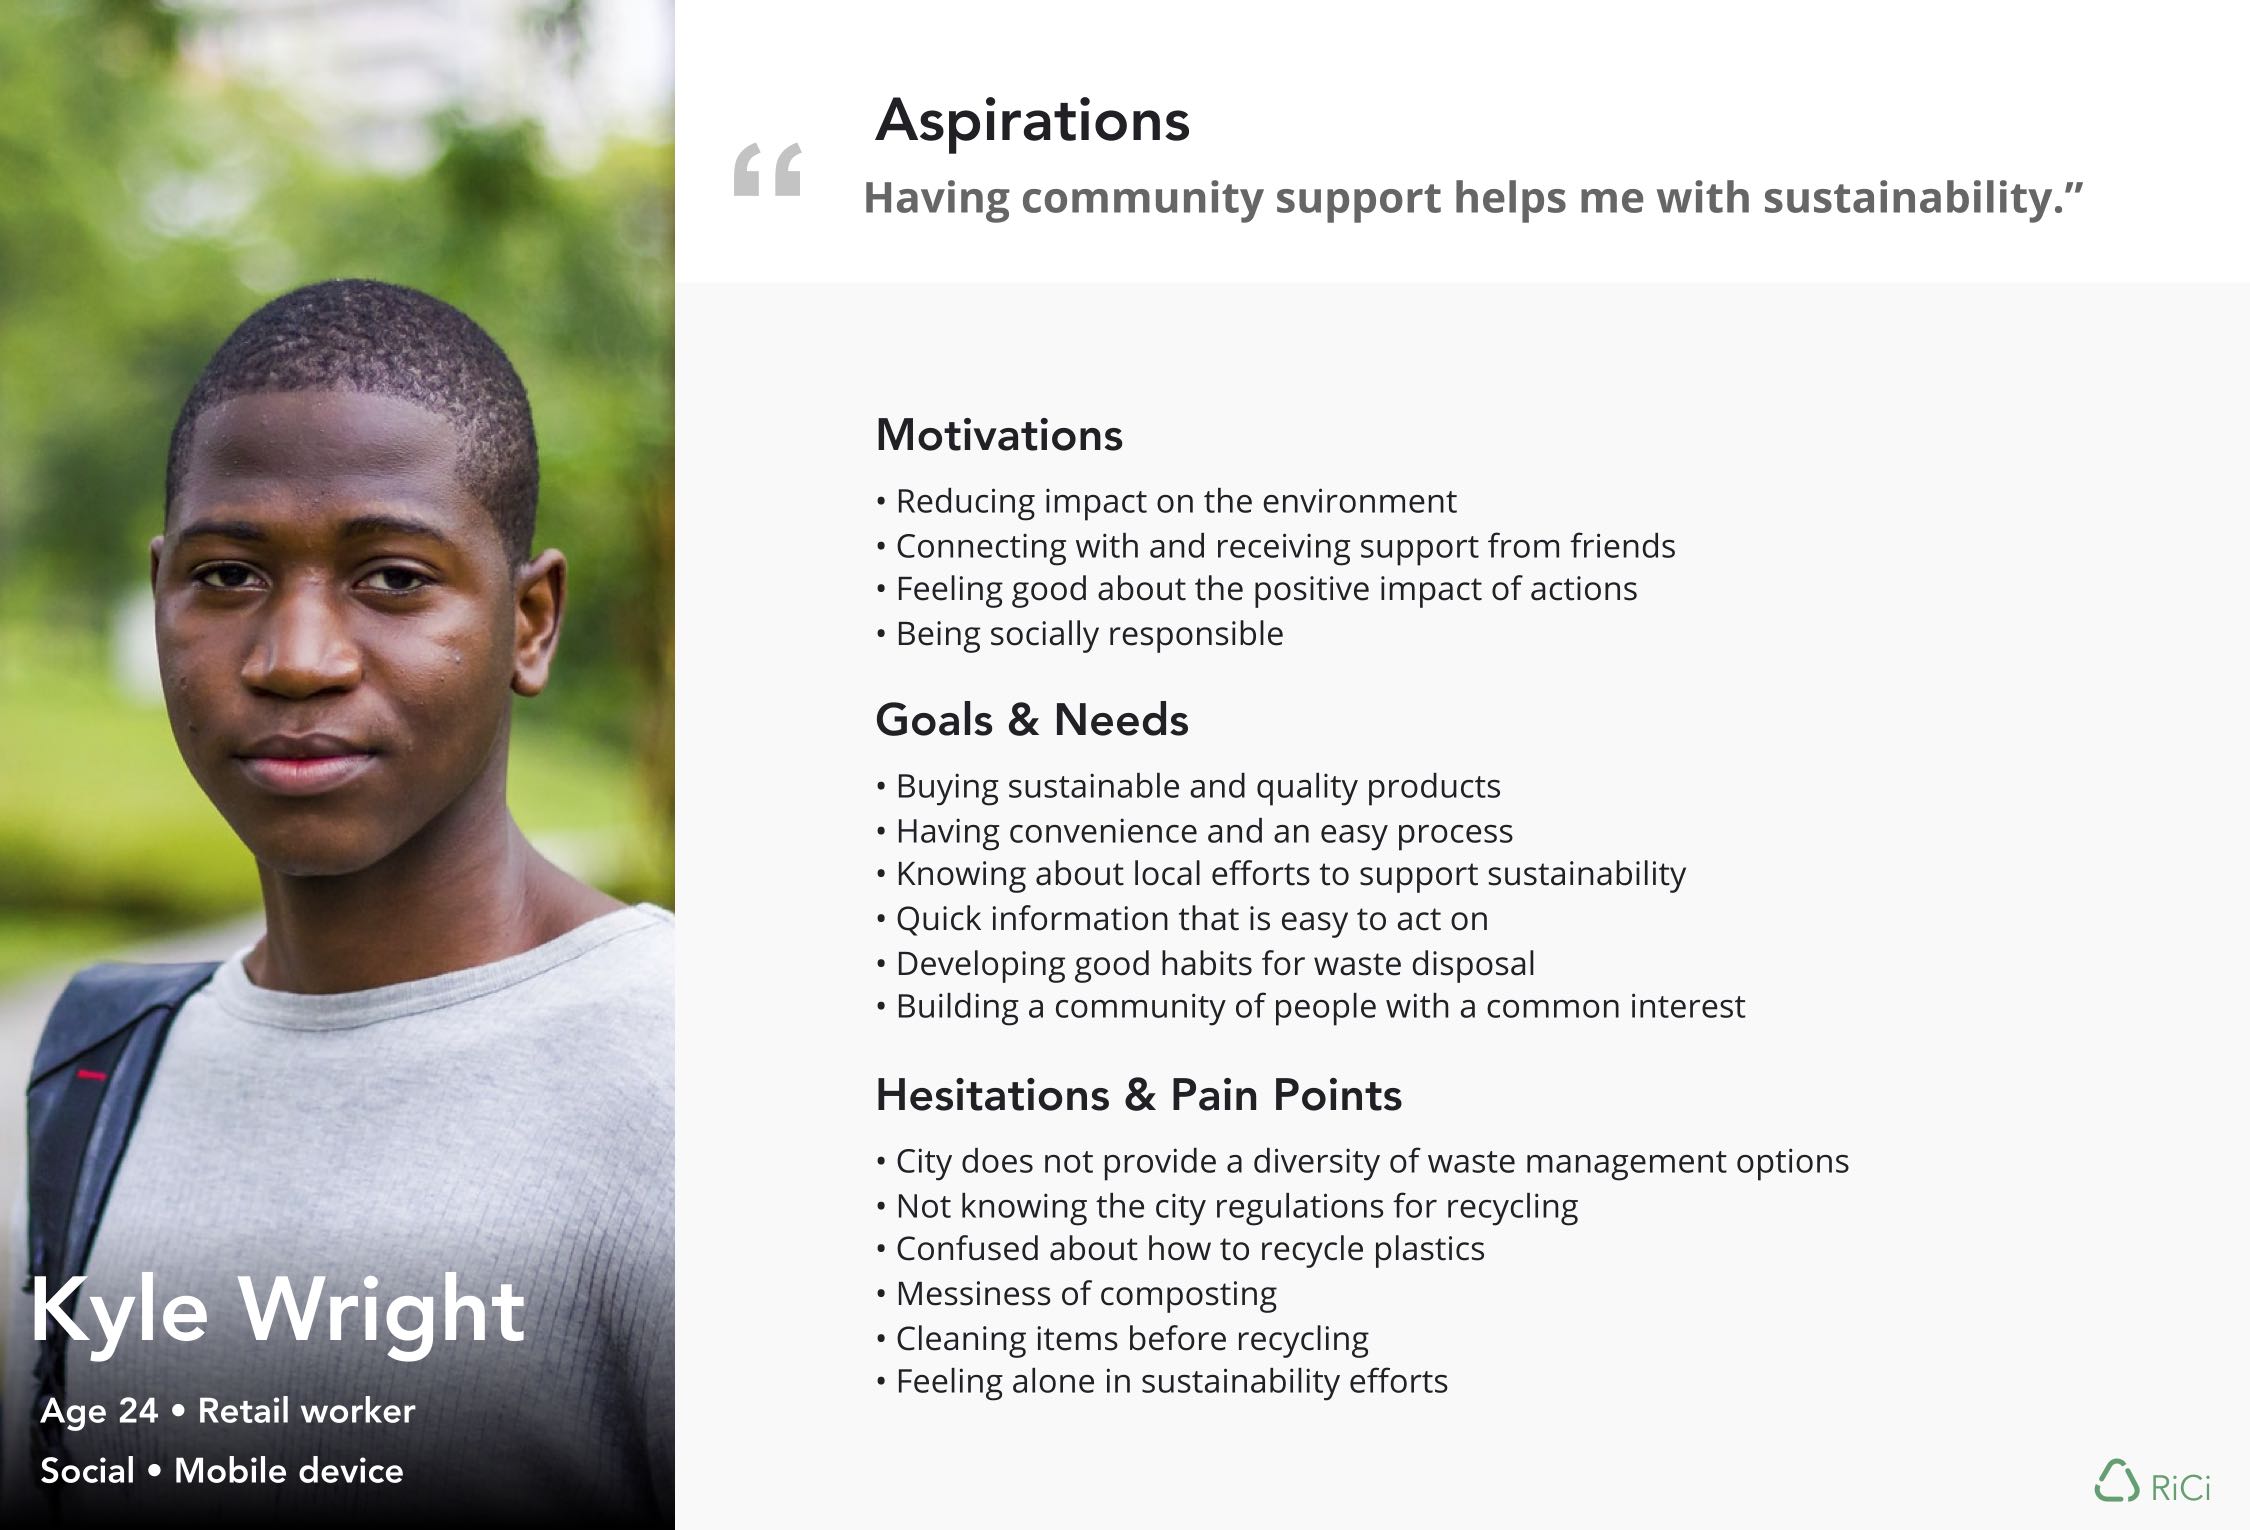 Aspirations
“ Having community support helps me with sustainability.”
Motivations
• Reducing impact on the environment
• Connecting with and receiving support from friends
• Feeling good about the positive impact of actions
• Being socially responsible
Goals & Needs
• Buying sustainable and quality products
• Having convenience and an easy process
• Knowing about local efforts to support sustainability
• Quick information that is easy to act on
• Developing good habits for waste disposal
• Building a community of people with a common interest
Hesitations & Pain Points
• City does not provide a diversity of waste management options
• Not knowing the city regulations for recycling
• Confused about how to recycle plastics
• Messiness of composting
• Cleaning items before recycling
• Feeling alone in sustainability efforts
Kyle Wright
Age 24 • Retail worker
Social • Mobile device
RiCi